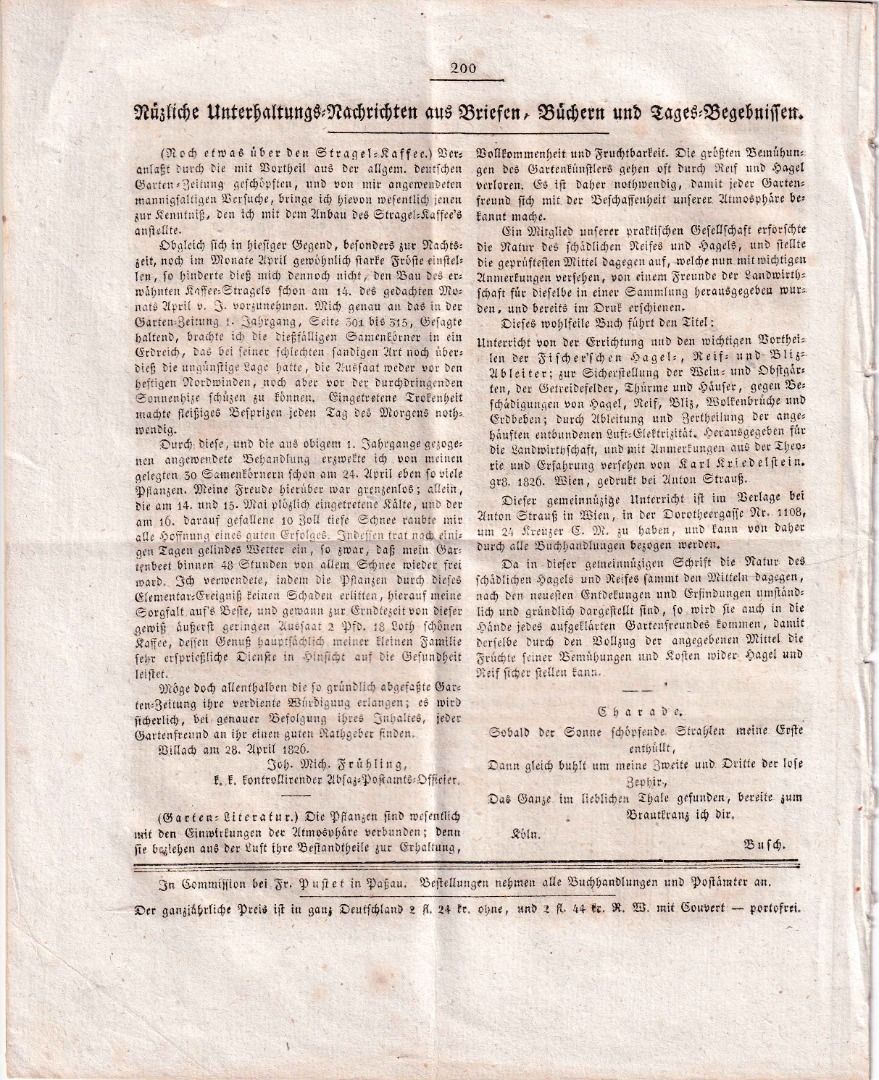 200
Nüzliche Unterhaltungs-Nachrichten aus Briefen, Büchern und Tages-Begebnissen.
(Noch etwas über den Stragel-Kaffee.) Ver-
anlaßt durch die mit Vortheil aus der allgem. deutschen
Garten-Zeitung geschöpften, und von mir angewendeten
mannigfaltigen Versuche, bringe ich hievon wesentlich jenen
zur Kenntniß, den ich mit dem Anbau des Stragel-Kaffee's
anstellte.
Obgleich sich in hiesiger Gegend, besonders zur Nachts-
zeit, noch im Monate April gewöhnlich starke Fröste einstel-
len, so hinderte dieß mich dennoch nicht, den Bau des er-
wähnten Kaffee-Stragels schon am 14. des gedachten Mo-
nats April v. J. vorzunehmen. Mich genau an das in der
Garten-Zeitung 1. Jahrgang, Seite 301 bis 315, Gesagte
haltend, brachte ich die dießfälligen Samenkörner in ein
Erdreich, das bei seiner schlechten sandigen Art noch über-
dieß die ungünstige Lage hatte, die Aussaat weder vor den
heftigen Nordwinden, noch aber vor der durchdringenden
Sonnenhize schüzen zu können. Eingetretene Trokenheit
machte fleißiges Besprizen jeden Tag des Morgens noth-
wendig.
Durch diese, und die aus obigem 1. Jahrgange gezoge-
nen angewendete Behandlung erzwekte ich von meinen
gelegten 30 Samenkörnern schon am 24. April eben so viele
Pflanzen. Meine Freude hierüber war grenzenlos; allein,
die am 14. und 15. Mai plözlich eingetretene Kälte, und der
am 16. darauf gefallene 10 Zoll tiefe Schnee raubte mir
alle Hoffnung eines guten Erfolges. Indessen trat nach eini-
gen Tagen gelindes Wetter ein, so zwar, daß mein Gar-
tenbeet binnen 48 Stunden von allem Schnee wieder frei
ward. Ich verwendete, indem die Pflanzen durch dieses
Elementar-Ereigniß keinen Schaden erlitten, hierauf meine
Sorgfalt auf's Beste, und gewann zur Erndtezeit von dieser
gewiß äußerst geringen Aussaat 2 Pfd. 18 Loth schönen
Kaffee, dessen Genuß hauptsächlich meiner kleinen Familie
sehr ersprießliche Dienste in Hinsicht auf die Gesundheit
leistet.
Möge doch allenthalben die so gründlich abgefaßte Gar-
ten-Zeitung ihre verdiente Würdigung erlangen; es wird
sicherlich, bei genauer Befolgung ihres Inhaltes, jeder
Gartenfreund an ihr einen guten Rathgeber finden.
Villach am 28. April 1826.
Joh. Mich. Frühling,
k. k. kontrollirender Absaz-Postamts-Officier.
(Garten-Literatur.) Die Pflanzen sind wesentlich
mit den Einwirkungen der Atmosphäre verbunden; denn
sie beziehen aus der Luft ihre Bestandtheile zur Erhaltung,
Vollkommenheit und Fruchtbarkeit. Die größten Bemühun-
gen des Gartenkünstlers gehen oft durch Reif und Hagel
verloren. Es ist daher nothwendig, damit jeder Garten-
freund sich mit der Beschaffenheit unserer Atmosphäre be-
kannt mache.
Ein Mitglied unserer praktischen Gesellschaft erforschte
die Natur des schädlichen Reifes und Hagels, und stellte
die geprüftesten Mittel dagegen auf, welche nun mit wichtigen
Anmerkungen versehen, von einem Freunde der Landwirth-
schaft für dieselbe in einer Sammlung herausgegeben wur-
den, und bereits im Druk erschienen.
Dieses wohlfeile Buch führt den Titel:
Unterricht von der Errichtung und den wichtigen Vorthei-
len der Fischer'schen Hagel-, Reif- und Bliz-
Ableiter; zur Sicherstellung der Wein- und Obstgär-
ten, der Getreidefelder, Thürme und Häuser, gegen Be-
schädigungen von Hagel, Reif, Bliz, Wolkenbrüche und
Erdbeben; durch Ableitung und Zertheilung der ange-
häuften entbundenen Luft-Elektrizität. Herausgegeben für
die Landwirthschaft, und mit Anmerkungen aus der Theo-
rie und Erfahrung versehen von Karl Kriedelstein.
gr8. 1826. Wien, gedrukt bei Anton Strauß.
Dieser gemeinnüzige Unterricht ist im Verlage bei
Anton Strauß in Wien, in der Dorotheergasse Nr. 1108,
um 24 Kreuzer C. M. zu haben, und kann von daher
durch alle Buchhandlungen bezogen werden.
Da in dieser gemeinnüzigen Schrift die Natur des
schädlichen Hagels und Reifes sammt den Mitteln dagegen,
nach den neuesten Entdekungen und Erfindungen umständ-
lich und gründlich dargestellt sind, so wird sie auch in die
Hände jedes aufgeklärten Gartenfreundes kommen, damit
derselbe durch den Vollzug der angegebenen Mittel die
Früchte seiner Bemühungen und Kosten wider Hagel und
Reif sicher stellen kann.
Charade.
Sobald der Sonne schöpfende Strahlen meine Erste
enthüllt,
Dann gleich buhlt um meine Zweite und Dritte der lose
Zephir,
Das Ganze im lieblichen Thale gefunden, bereite zum
Brautkranz ich dir.
Köln.
Busch.
In Commission bei Fr. Pustet in Paßau. Bestellungen nehmen alle Buchhandlungen und Postämter an.
Der ganzjährliche Preis ist in ganz Deutschland 2 fl. 24 kr. ohne, und 2 fl. 44 kr. R. W. mit Couvert — portofrei.